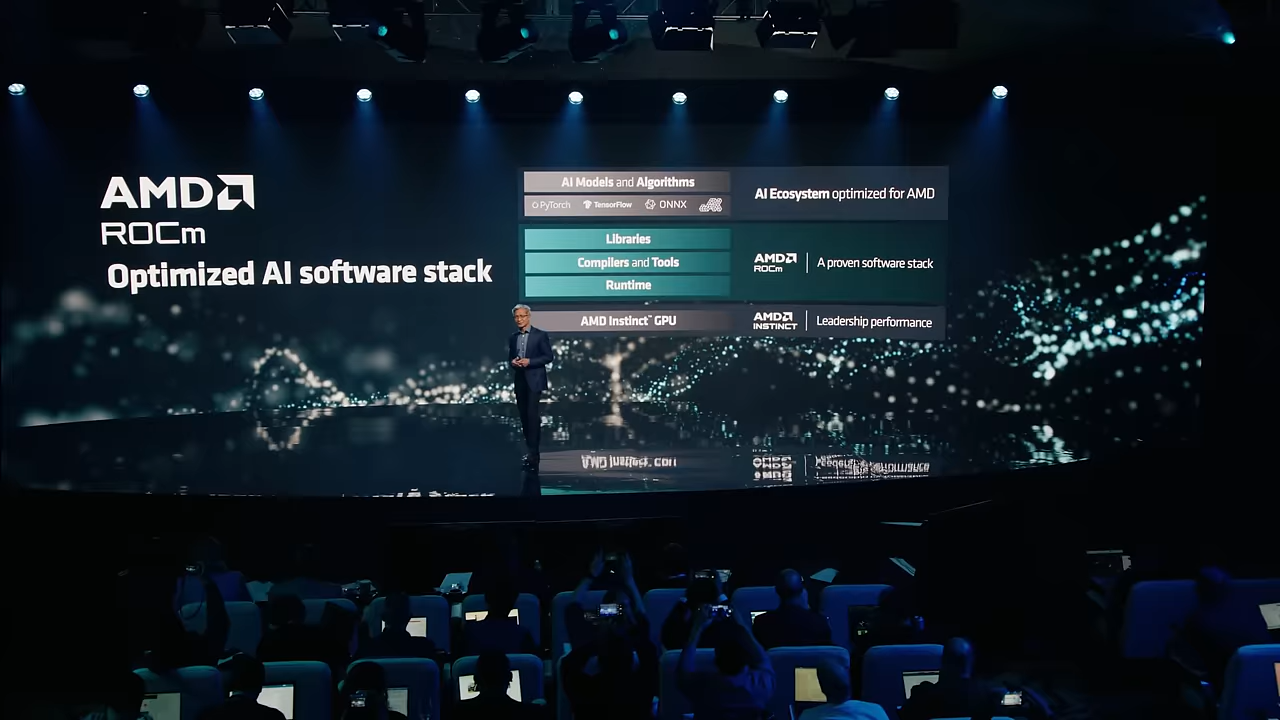 AMD
ROCm
Optimized AI software stack
AI Models and Algorithms
PyTorch TensorFlow ONNX
AI Ecosystem optimized for AMD
Libraries
Compilers and Tools
Runtime
AMD
ROCm
A proven software stack
AMD Instinct™ GPU
AMD
INSTINCT
Leadership performance